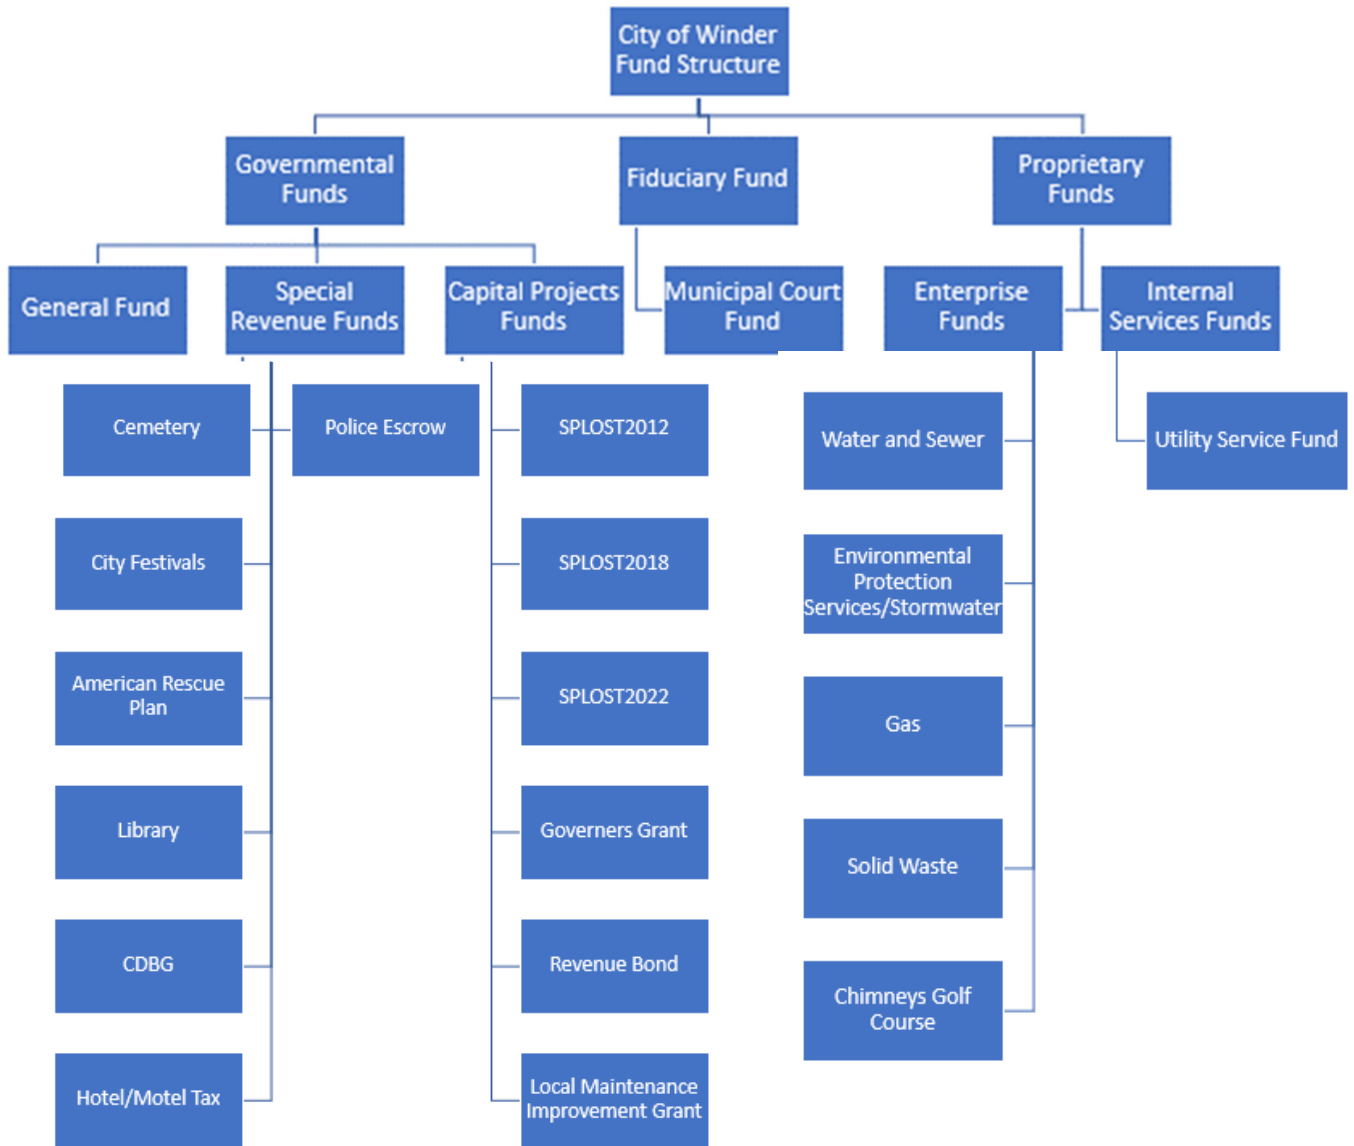 City of Winder
Fund Structure
Governmental
Funds
Fiduciary Fund
Proprietary
Funds
General Fund
Special
Revenue Funds
Capital Projects
Funds
Municipal Court
Fund
Enterprise
Funds
Internal
Services Funds
Cemetery
Police Escrow
SPLOST2012
Water and Sewer
Utility Service Fund
City Festivals
SPLOST2018
Environmental
Protection
Services/Stormwater
American Rescue
Plan
SPLOST2022
Gas
Library
Governers Grant
Solid Waste
CDBG
Revenue Bond
Chimneys Golf
Course
Hotel/Motel Tax
Local Maintenance
Improvement Grant